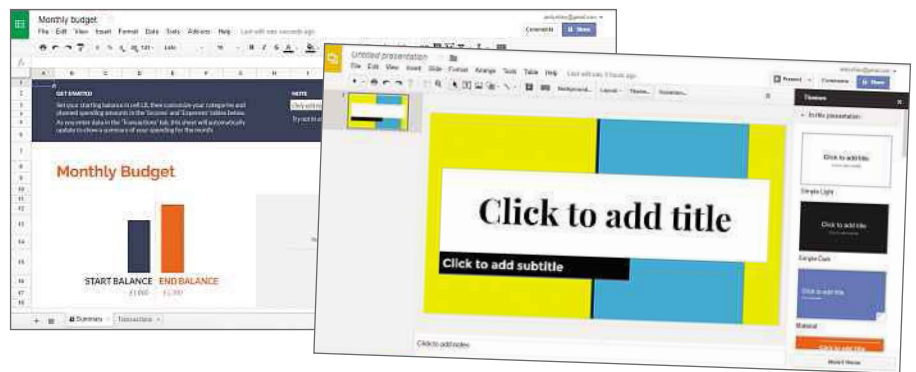 Monthly budget
File Edit View Insert Format Data Tools Add-ons Help
Comments Share
GET STARTED
NOTE
Set your starting balance in cell L8, then customise your categories and
planned spending amounts in the 'Income' and 'Expenses' tables below.
As you enter data in the 'Transactions' tab, this sheet will automatically
update to show a summary of your spending for the month.
Monthly Budget
START BALANCE END BALANCE
Summary Transactions
Untitled presentation
File Edit View Insert Slide Format Arrange Tools Table Help
Present Comments Share
Background... Layout Theme... Transition...
Themes
In this presentation
Click to add title
Simple Light
Click to add title
Simple Dark
Click to add title
Material
Click to add title
Import theme
Click to add title
Click to add subtitle
Click to add notes